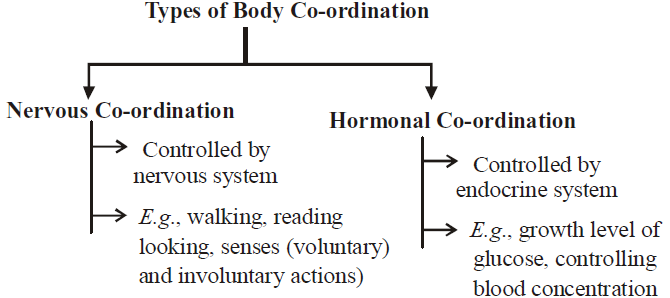 Types of Body Co-ordination
Nervous Co-ordination
Controlled by
nervous system
E.g., walking, reading
looking, senses (voluntary)
and involuntary actions)
Hormonal Co-ordination
Controlled by
endocrine system
E.g., growth level of
glucose, controlling
blood concentration